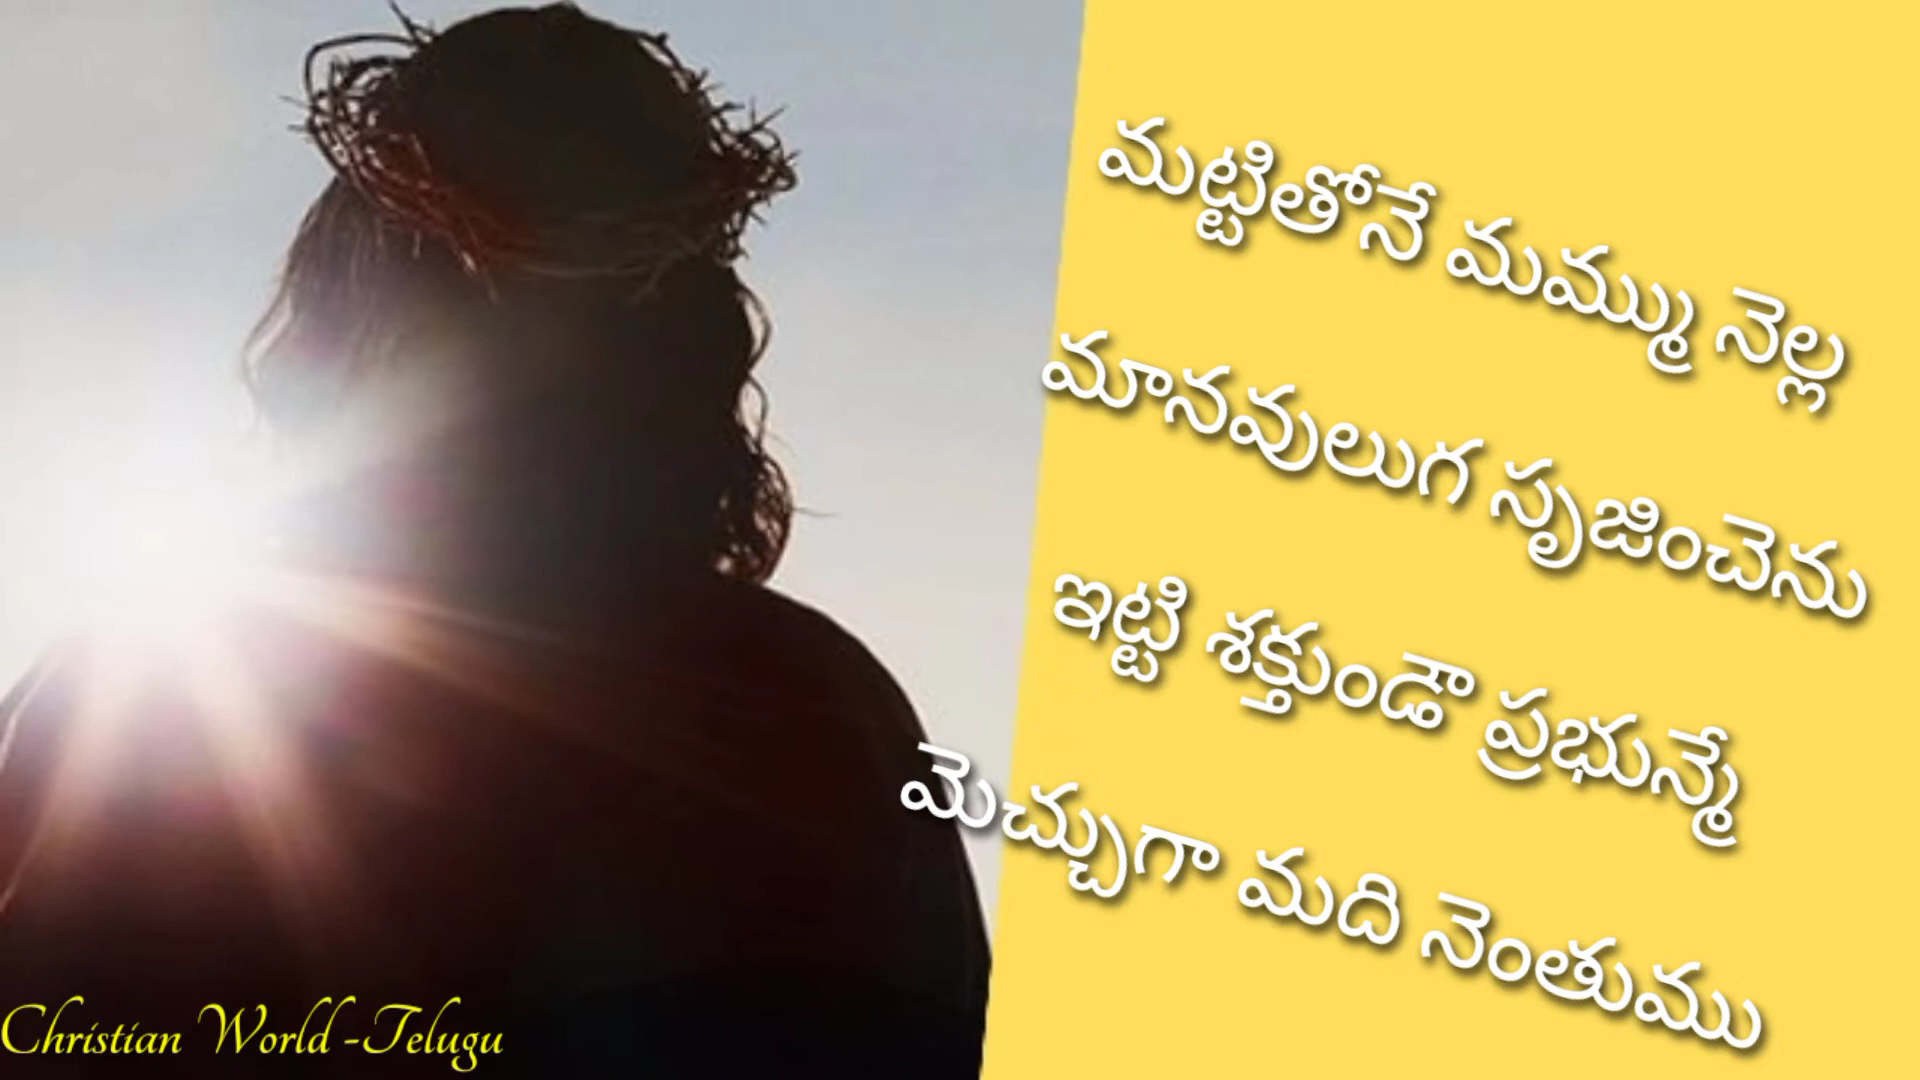 మట్టితోనే మమ్ము నెల్ల
మానవులుగ సృజించెను
ఇట్టి శక్తుండౌ ప్రభున్మే
మెచ్చుగా మది నెంతుము
Christian World -Telugu